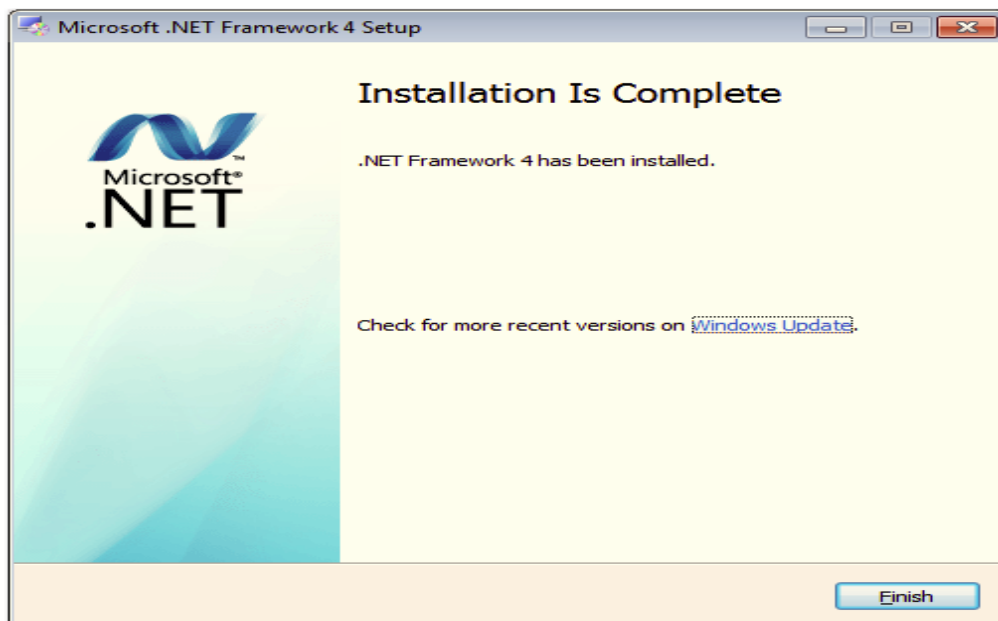 Microsoft .NET Framework 4 Setup
Installation Is Complete
.NET Framework 4 has been installed.
Microsoft®
.NET™
Check for more recent versions on Windows Update.
Finish